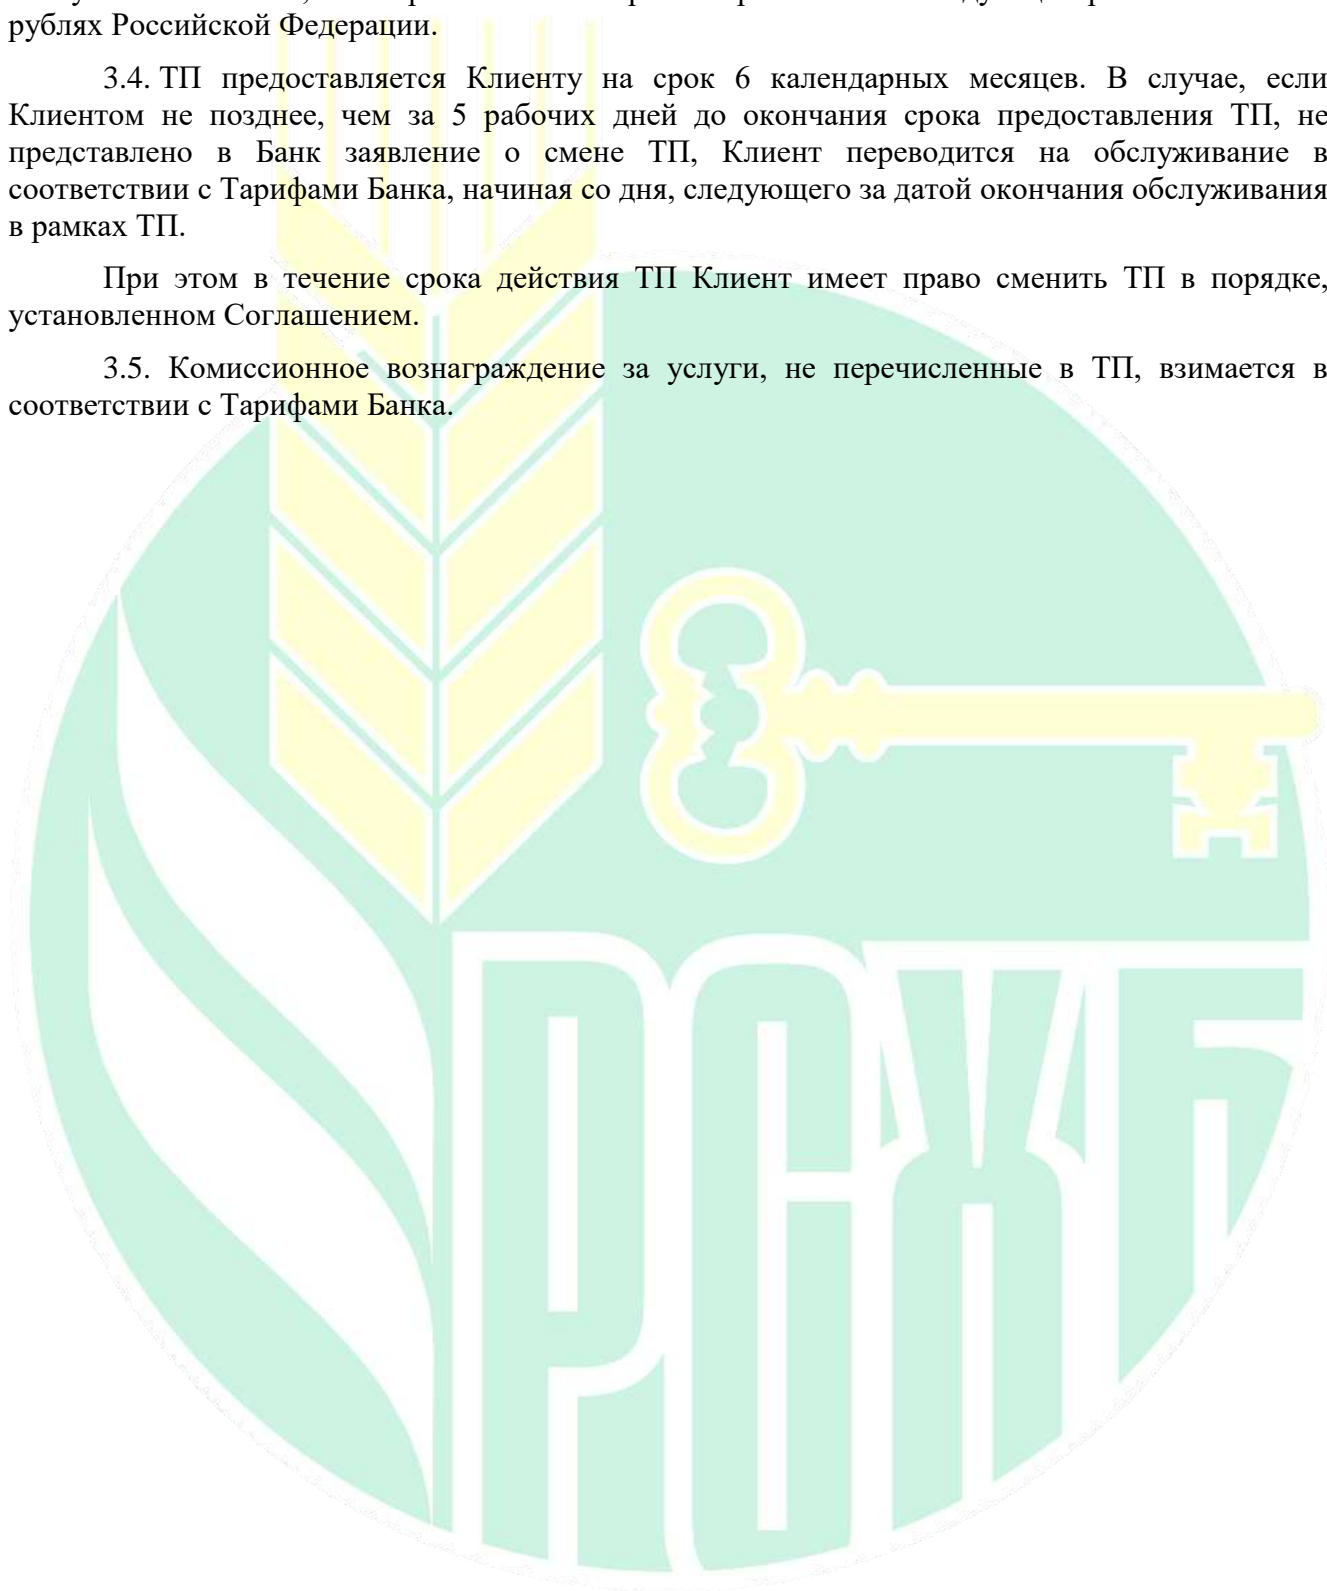 рублях Российской Федерации.
3.4. ТП предоставляется Клиенту на срок 6 календарных месяцев. В случае, если
Клиентом не позднее, чем за 5 рабочих дней до окончания срока предоставления ТП, не
представлено в Банк заявление о смене ТП, Клиент переводится на обслуживание в
соответствии с Тарифами Банка, начиная со дня, следующего за датой окончания обслуживания
в рамках ТП.
При этом в течение срока действия ТП Клиент имеет право сменить ТП в порядке,
установленном Соглашением.
3.5. Комиссионное вознаграждение за услуги, не перечисленные в ТП, взимается в
соответствии с Тарифами Банка.
РСХБ